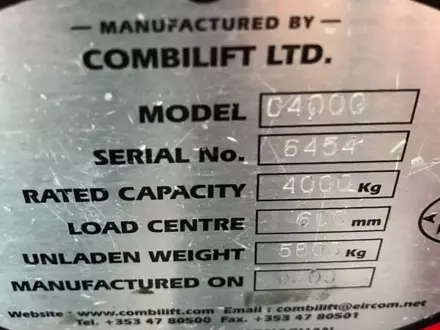 MANUFACTURED BY
COMBILIFT LTD.
MODEL C4000
SERIAL No. 6454
RATED CAPACITY 4000 Kg
LOAD CENTRE 600 mm
UNLADEN WEIGHT 5800 Kg
MANUFACTURED ON
Website : www.combilift.com Email : combilift@eircom.net
Tel. +353 47 80500 Fax. +353 47 80501